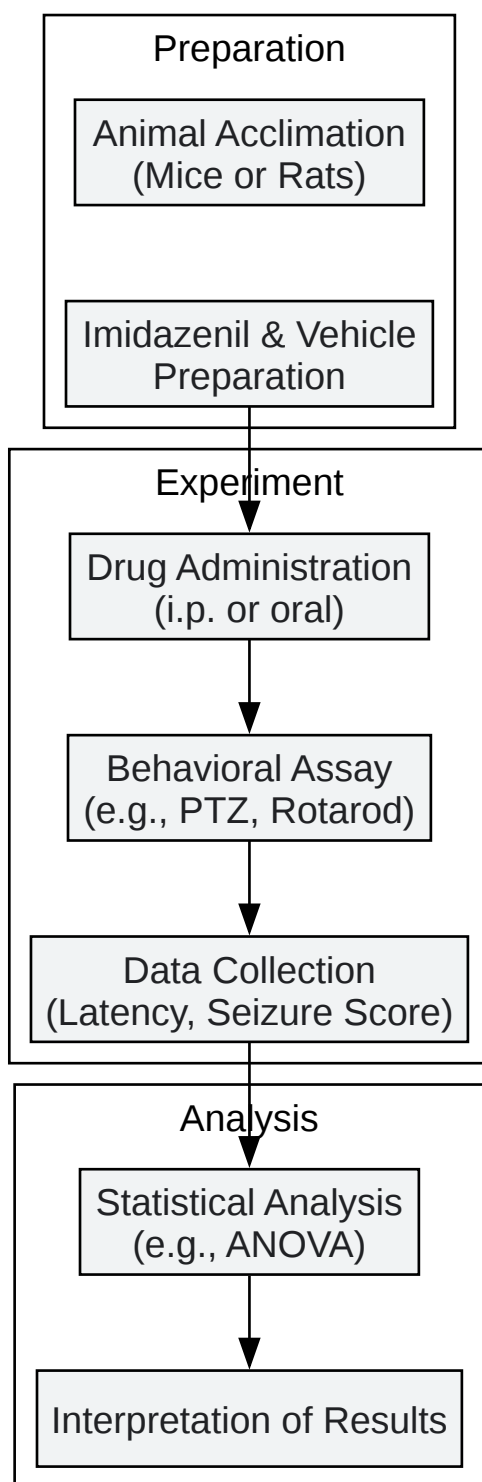 Preparation
Animal Acclimation
(Mice or Rats)
Imidazenil & Vehicle
Preparation
Experiment
Drug Administration
(i.p. or oral)
Behavioral Assay
(e.g., PTZ, Rotarod)
Data Collection
(Latency, Seizure Score)
Analysis
Statistical Analysis
(e.g., ANOVA)
Interpretation of Results